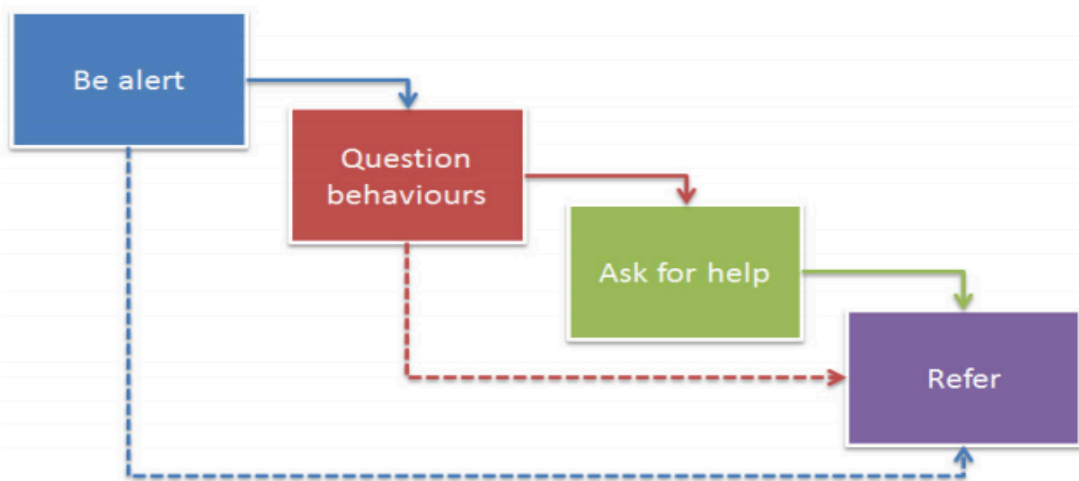 Be alert
Question
behaviours
Ask for help
Refer